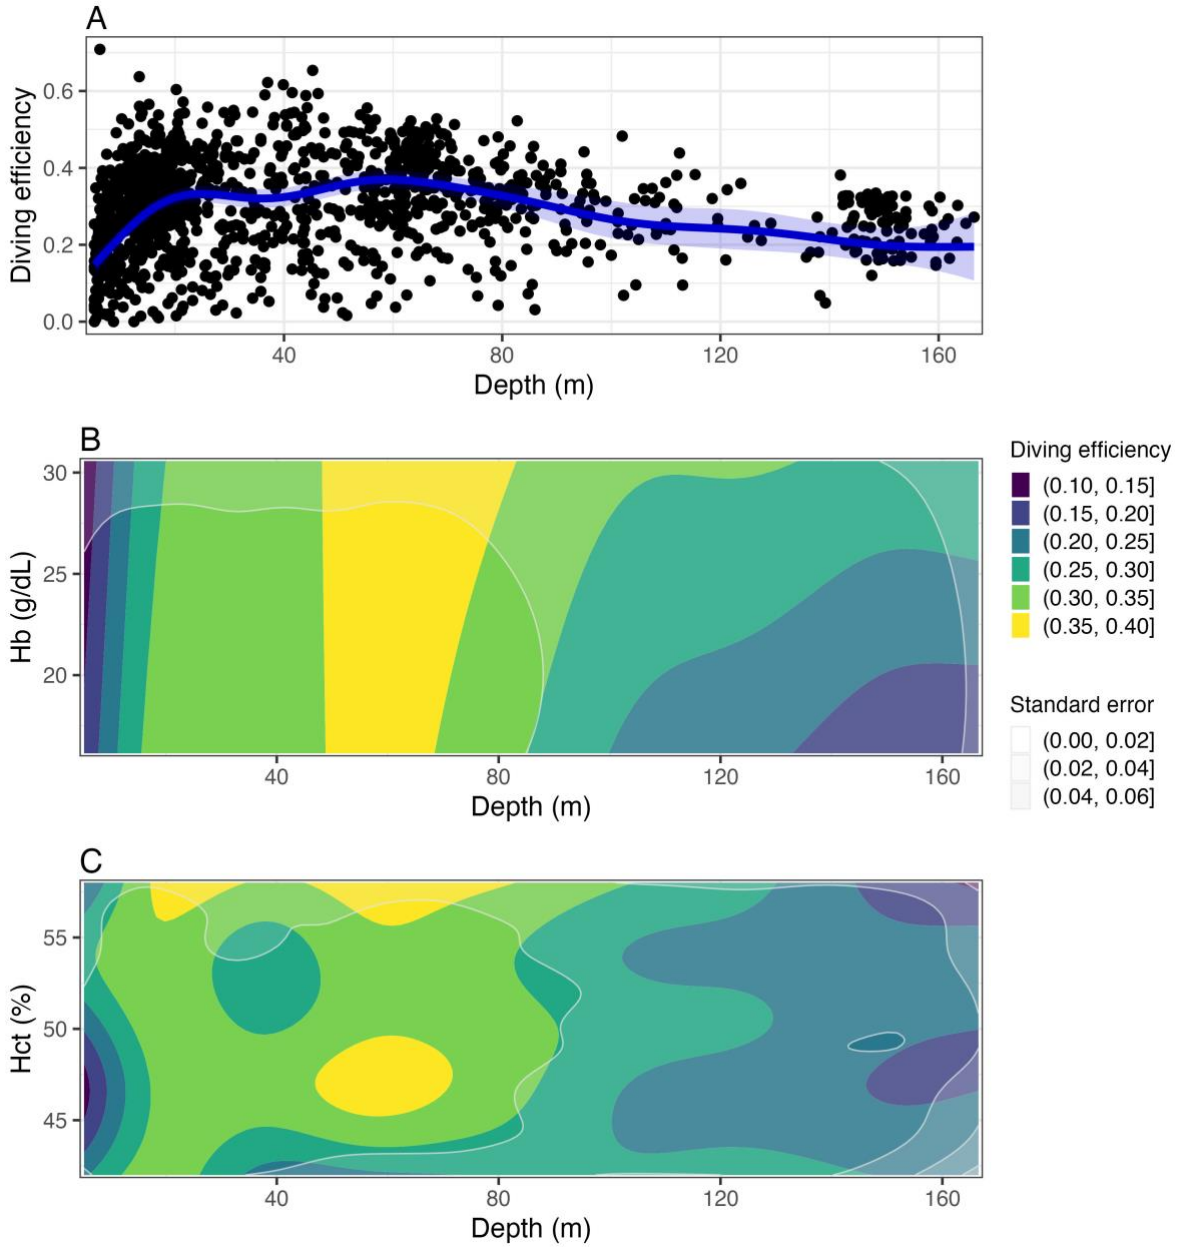 A
Diving efficiency
0.6
0.4
0.2
0.0
40 80 120 160
Depth (m)
B
Hb (g/dL)
30
25
20
40 80 120 160
Depth (m)
Diving efficiency
(0.10, 0.15]
(0.15, 0.20]
(0.20, 0.25]
(0.25, 0.30]
(0.30, 0.35]
(0.35, 0.40]
Standard error
(0.00, 0.02]
(0.02, 0.04]
(0.04, 0.06]
C
Hct (%)
55
50
45
40 80 120 160
Depth (m)